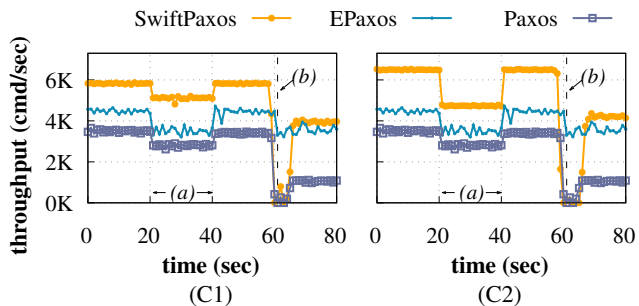 SwiftPaxos EPaxos Paxos
throughput (cmd/sec)
6K
4K
2K
0K
(b)
(a)
0 20 40 60 80
time (sec)
(C1)
(b)
(a)
0 20 40 60 80
time (sec)
(C2)